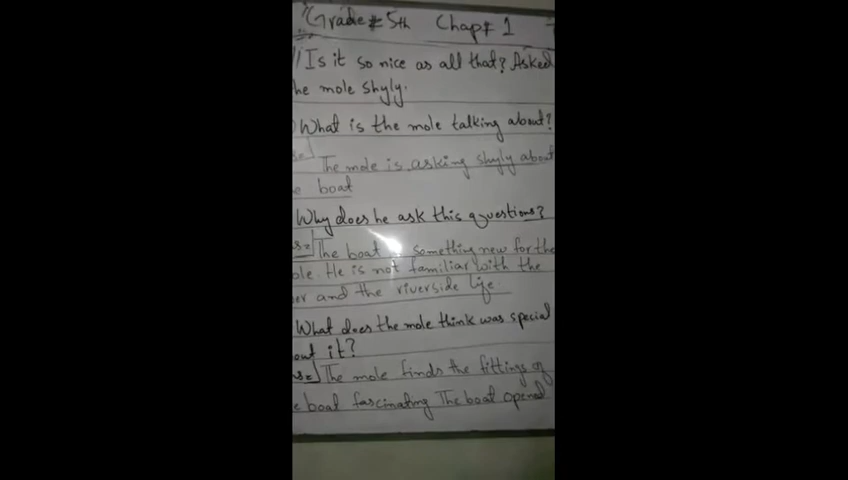 Grade # 5th Chap # 1
Is it so nice as all that? Asked
he mole shyly.
What is the mole talking about?
The mole is asking shyly about
e boat
Why does he ask this questions?
s= The boat something new for the
ole. He is not familiar with the
er and the riverside life.
What does the mole think was special
out it?
s= The mole finds the fittings of
e boat fascinating The boat opened